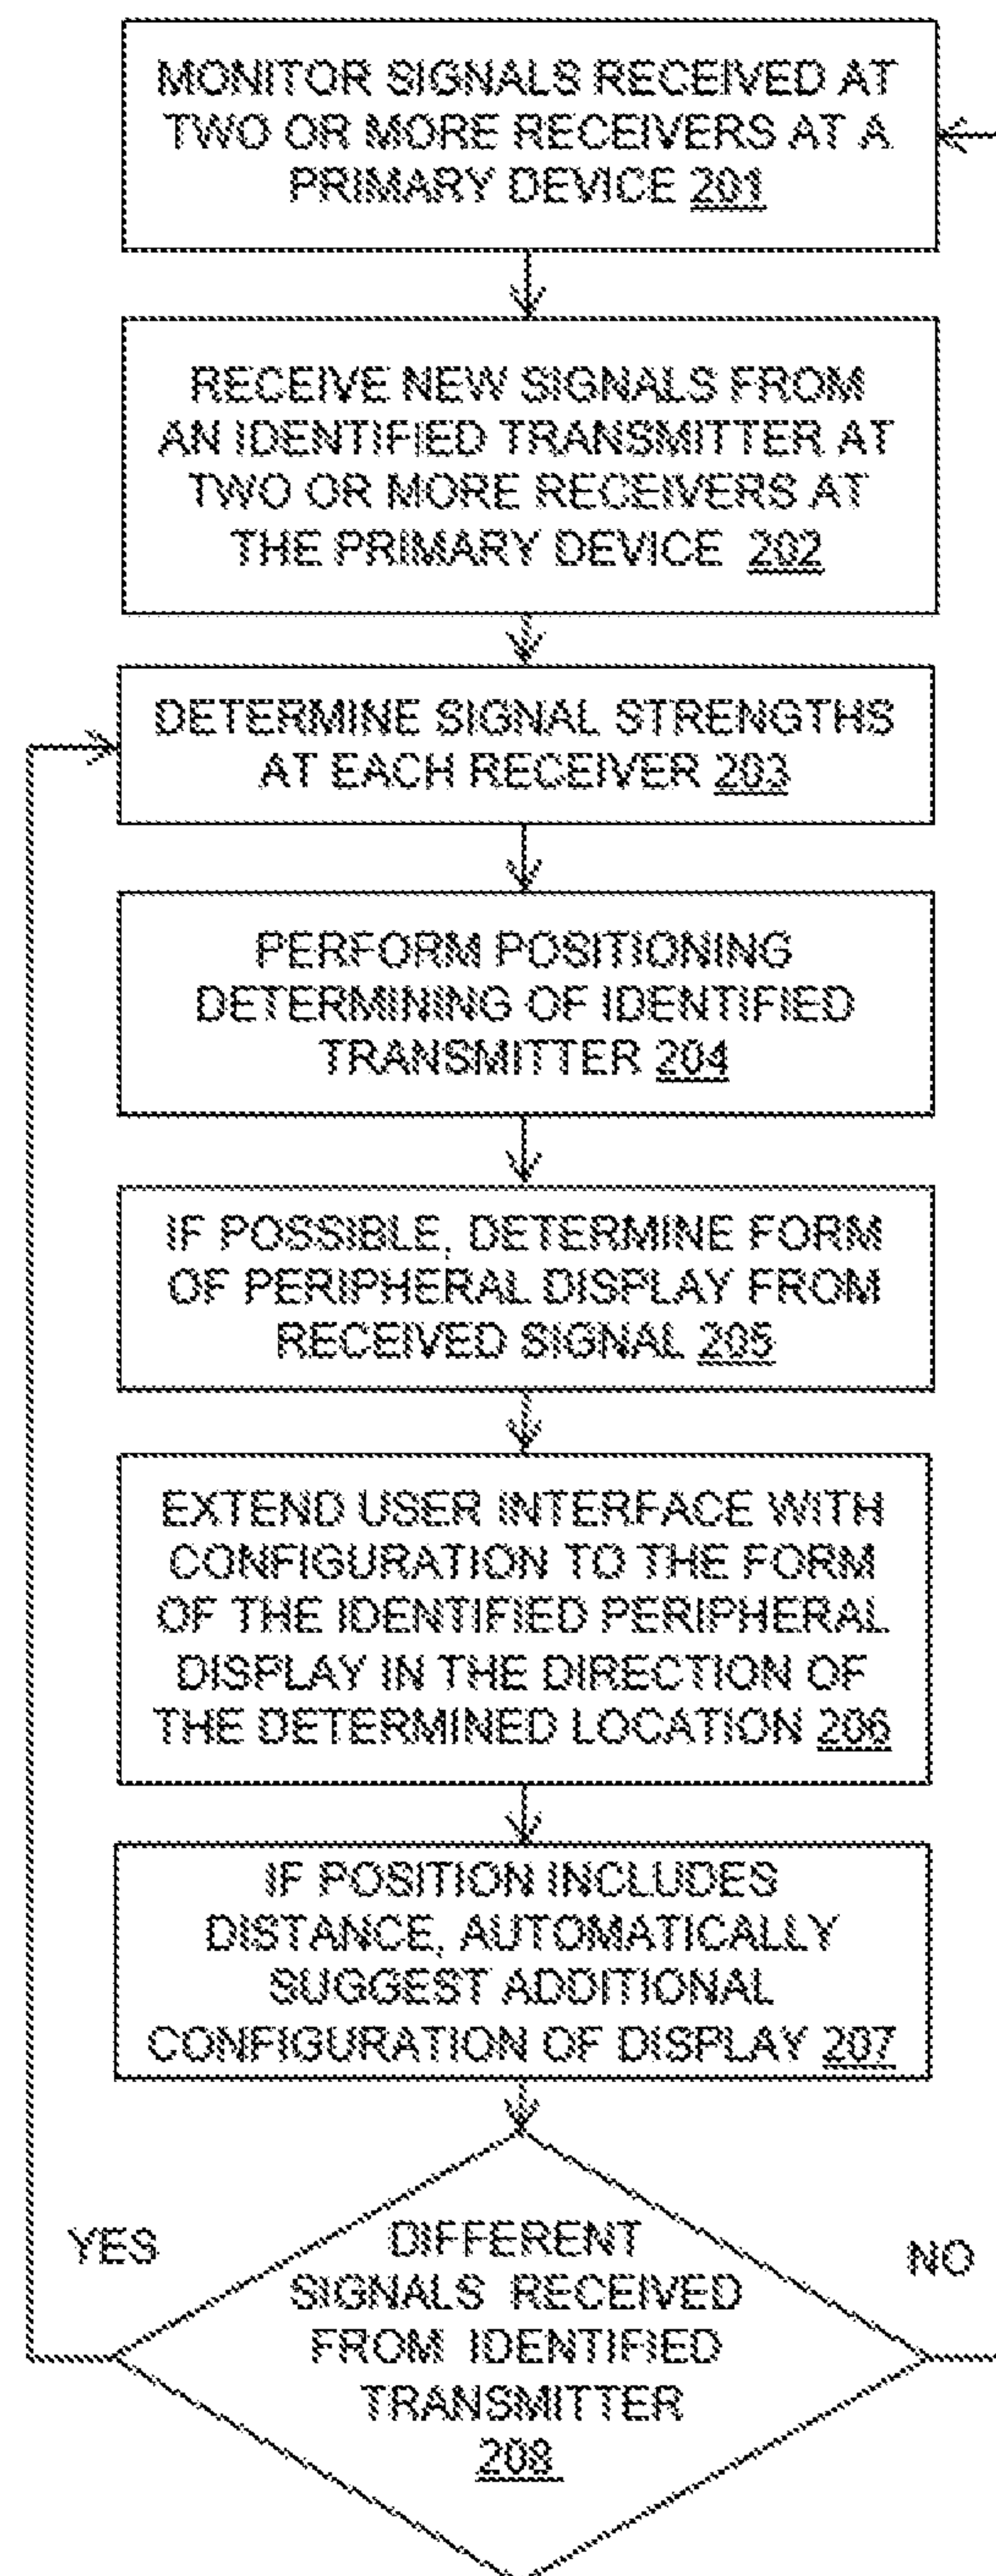 MONITOR SIGNALS RECEIVED AT
TWO OR MORE RECEIVERS AT A
PRIMARY DEVICE 201
RECEIVE NEW SIGNALS FROM
AN IDENTIFIED TRANSMITTER AT
TWO OR MORE RECEIVERS AT
THE PRIMARY DEVICE 202
DETERMINE SIGNAL STRENGTHS
AT EACH RECEIVER 203
PERFORM POSITIONING
DETERMINING OF IDENTIFIED
TRANSMITTER 204
IF POSSIBLE, DETERMINE FORM
OF PERIPHERAL DISPLAY FROM
RECEIVED SIGNAL 205
EXTEND USER INTERFACE WITH
CONFIGURATION TO THE FORM
OF THE IDENTIFIED PERIPHERAL
DISPLAY IN THE DIRECTION OF
THE DETERMINED LOCATION 206
IF POSITION INCLUDES
DISTANCE, AUTOMATICALLY
SUGGEST ADDITIONAL
CONFIGURATION OF DISPLAY 207
YES
NO
DIFFERENT
SIGNALS RECEIVED
FROM IDENTIFIED
TRANSMITTER
208